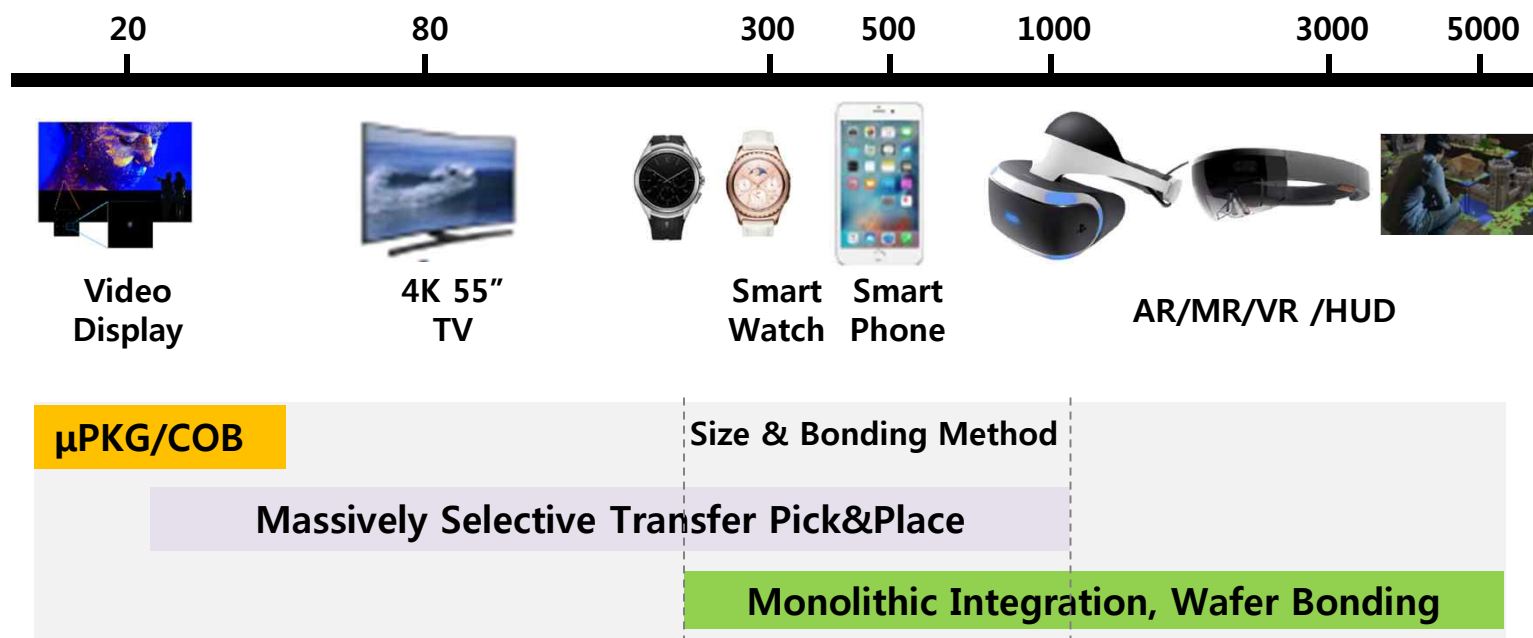 20 80 300 500 1000 3000 5000
Video
Display
4K 55”
TV
Smart
Watch
Smart
Phone
AR/MR/VR /HUD
μPKG/COB
Size & Bonding Method
Massively Selective Transfer Pick&Place
Monolithic Integration, Wafer Bonding